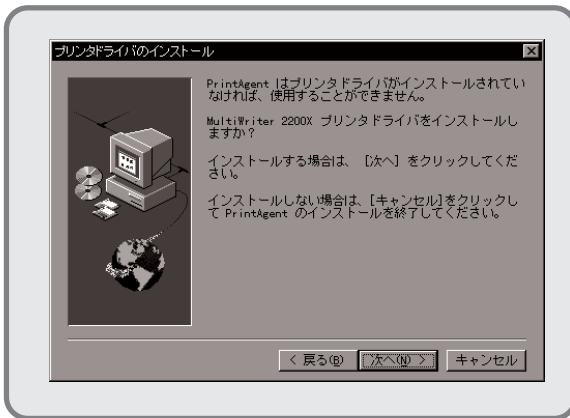 プリンタドライバのインストール
PrintAgent はプリンタドライバがインストールされてい
なければ、使用することができません。
MultiWriter 2200X プリンタドライバをインストールし
ますか?
インストールする場合は、[次へ] をクリックしてくだ
さい。
インストールしない場合は、[キャンセル]をクリックし
て PrintAgent のインストールを終了してください。
< 戻る(B)
次へ(N) >
キャンセル